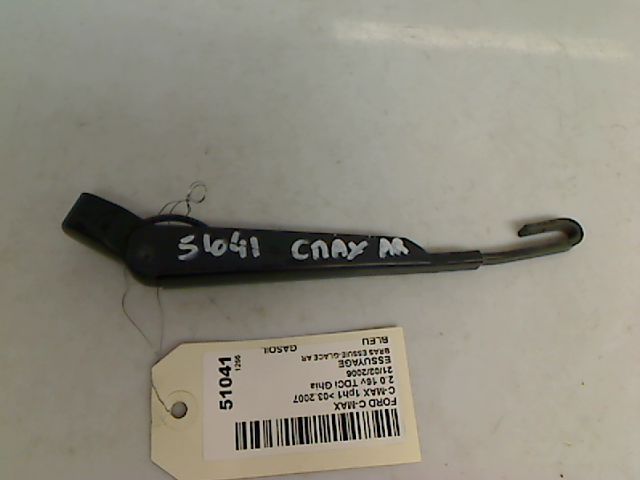 51041 CMAX AR
FORD C-MAX
C-MAX 1ph1 >03.2007
2.0 16v TDCi Ghia
21/02/2006
ESSUYAGE
BRAS ESSUIE-GLACE AR
GASOIL
BLEU
51041
1256